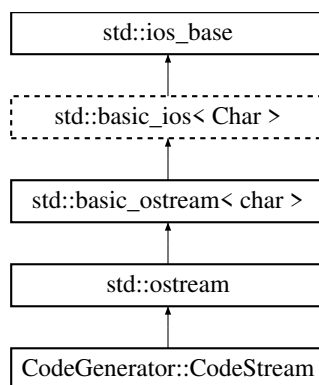 std::ios_base
std::basic_ios< Char >
std::basic_ostream< char >
std::ostream
CodeGenerator::CodeStream